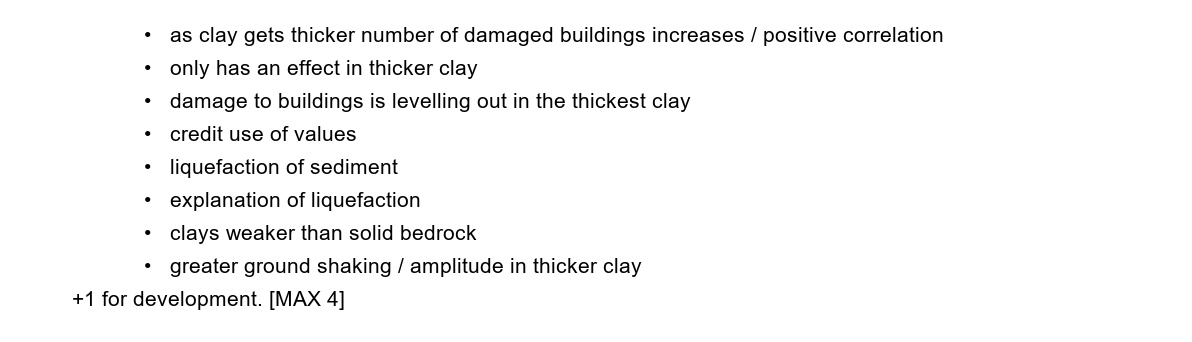 • as clay gets thicker number of damaged buildings increases / positive correlation
• only has an effect in thicker clay
• damage to buildings is levelling out in the thickest clay
• credit use of values
• liquefaction of sediment
• explanation of liquefaction
• clays weaker than solid bedrock
• greater ground shaking / amplitude in thicker clay
+1 for development. [MAX 4]